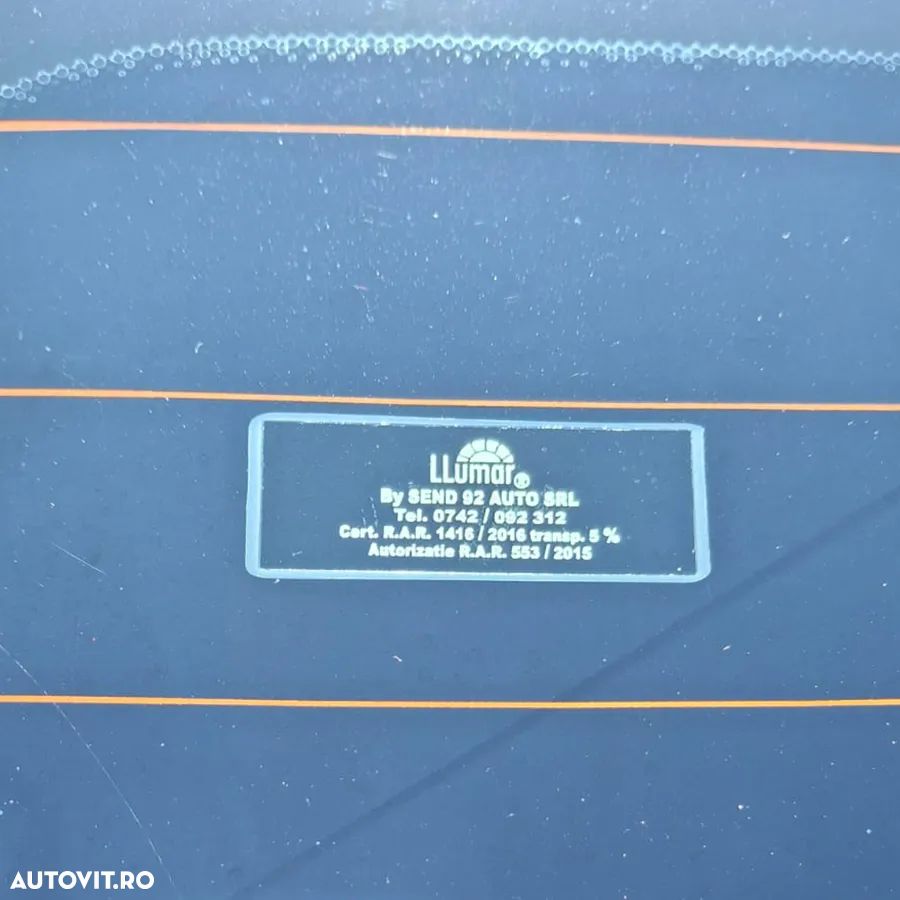 LLumar®
By SEND 92 AUTO SRL
Tel. 0742 / 092 312
Cert. R.A.R. 1416 / 2016 transp. 5 %
Autorizatie R.A.R. 553 / 2015
AUTOVIT.RO